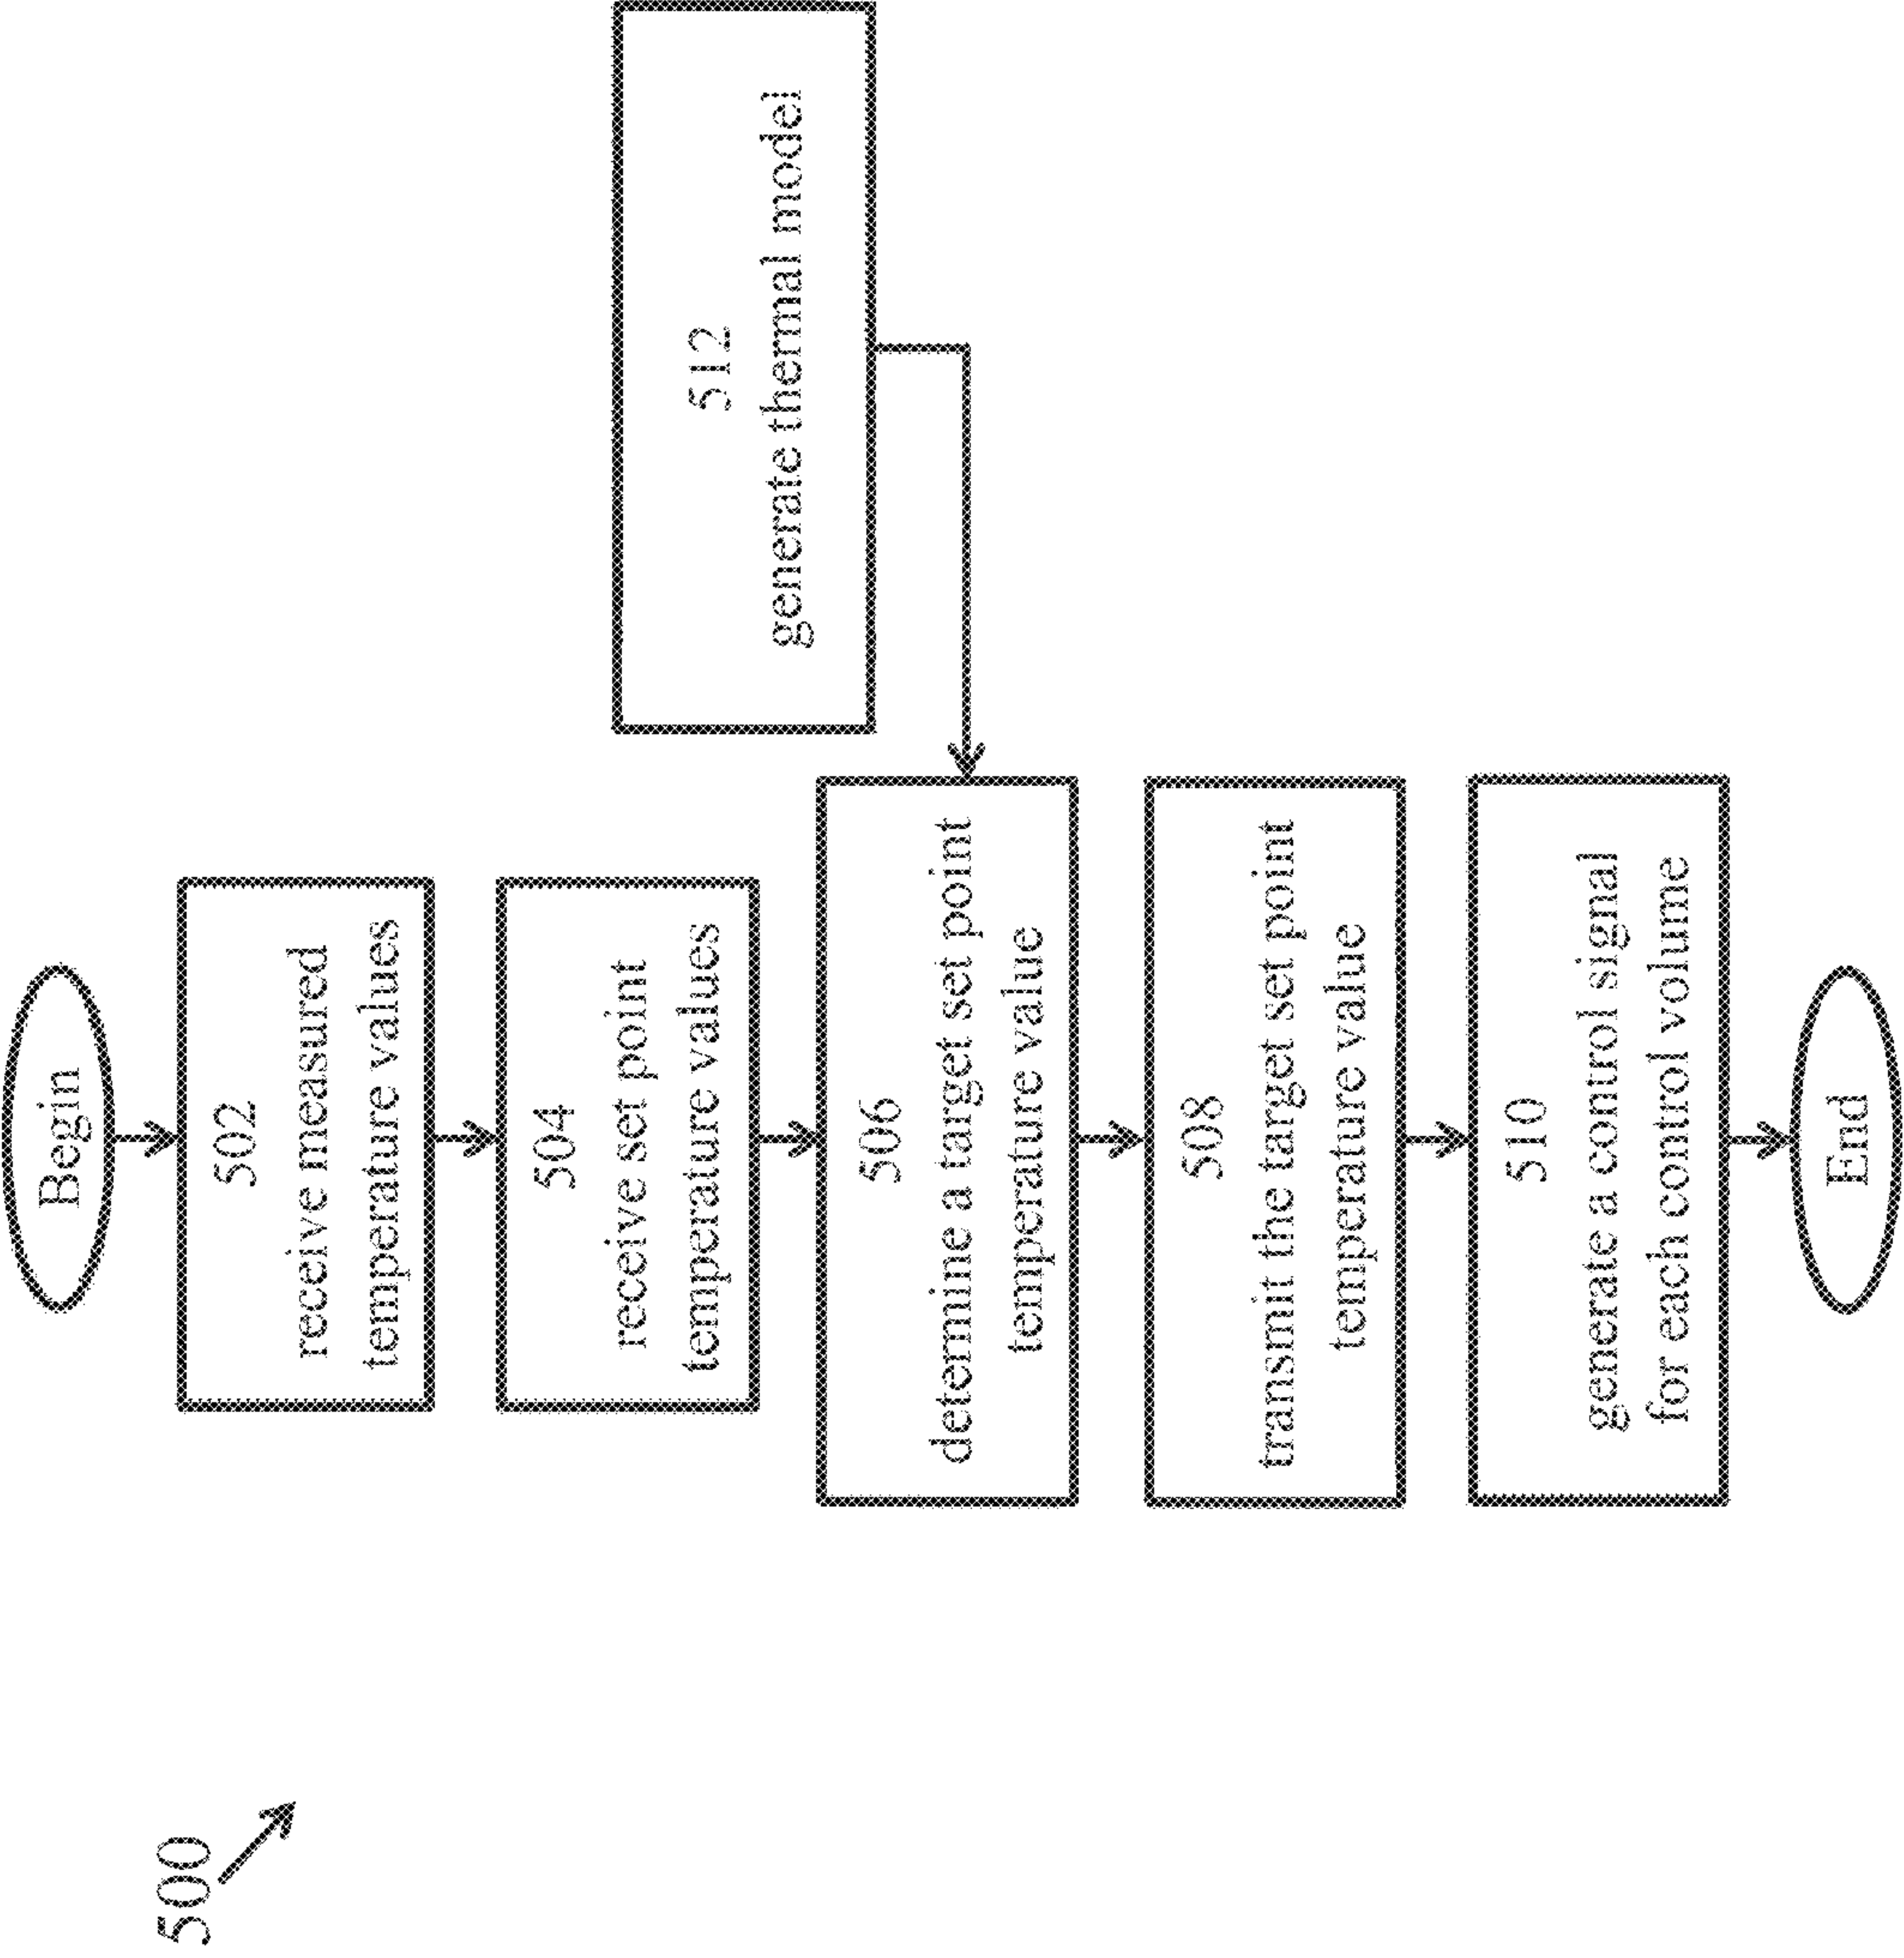 500
Begin
502
receive measured
temperature values
504
receive set point
temperature values
506
determine a target set point
temperature value
512
generate thermal model
508
transmit the target set point
temperature value
510
generate a control signal
for each control volume
End